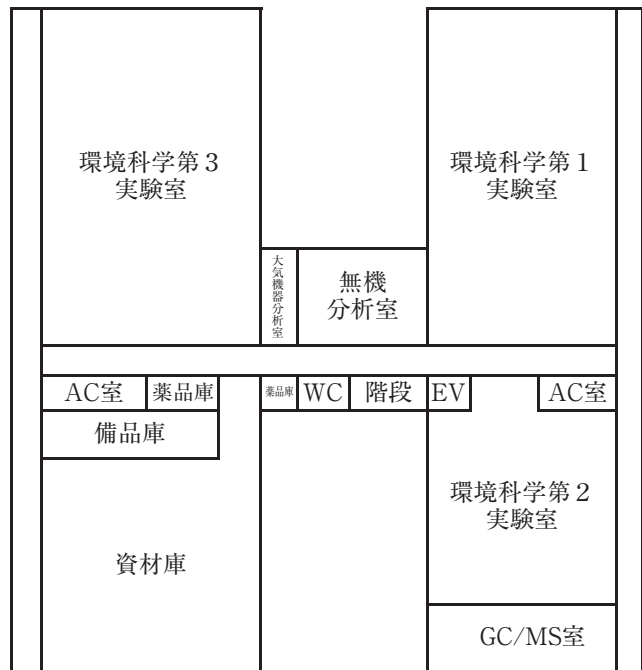 環境科学第3
実験室
環境科学第1
実験室
大気機器分析室
無機
分析室
AC室
薬品庫
薬品庫
WC
階段
EV
AC室
備品庫
環境科学第2
実験室
資材庫
GC/MS室